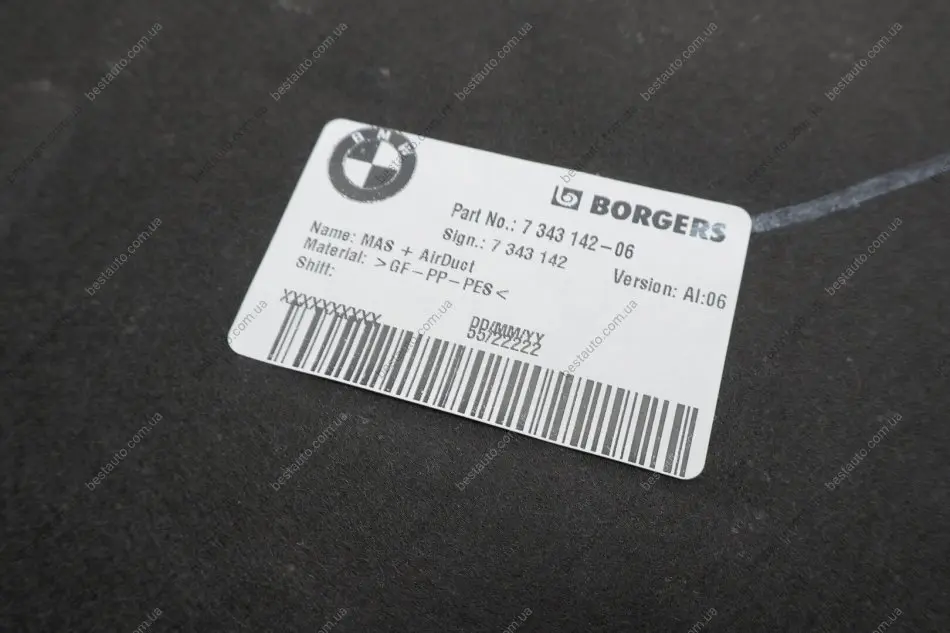 BMW
BORGERS
Part No.: 7 343 142-06
Sign.: 7 343 142
Version: AI:06
Name: MAS + AirDuct
Material: >GF-PP-PES<
Shift:
XXXXXXXXXX
DD/MM/YY
55/22222
bestauto.com.ua